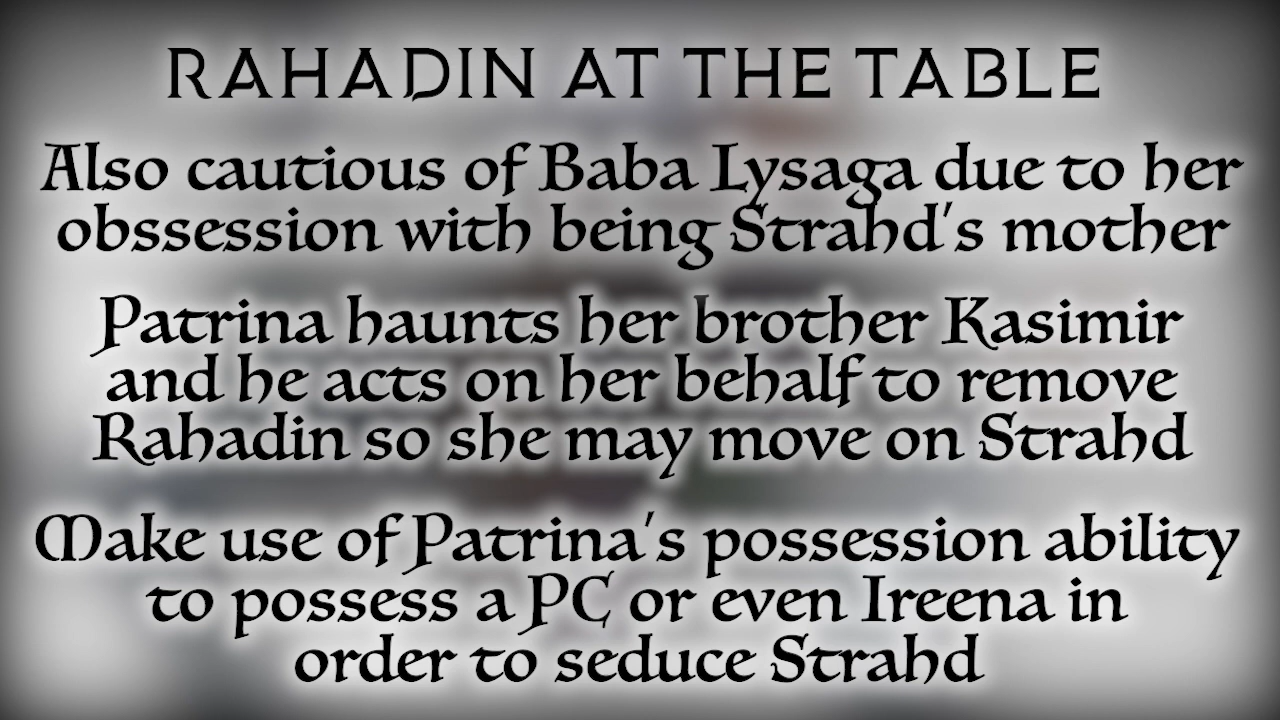 RAHADIN AT THE TABLE
Also cautious of Baba Lysaga due to her
obssession with being Strahd's mother
Patrina haunts her brother Kasimir
and he acts on her behalf to remove
Rahadin so she may move on Strahd
Make use of Patrina's possession ability
to possess a PC or even Ireena in
order to seduce Strahd